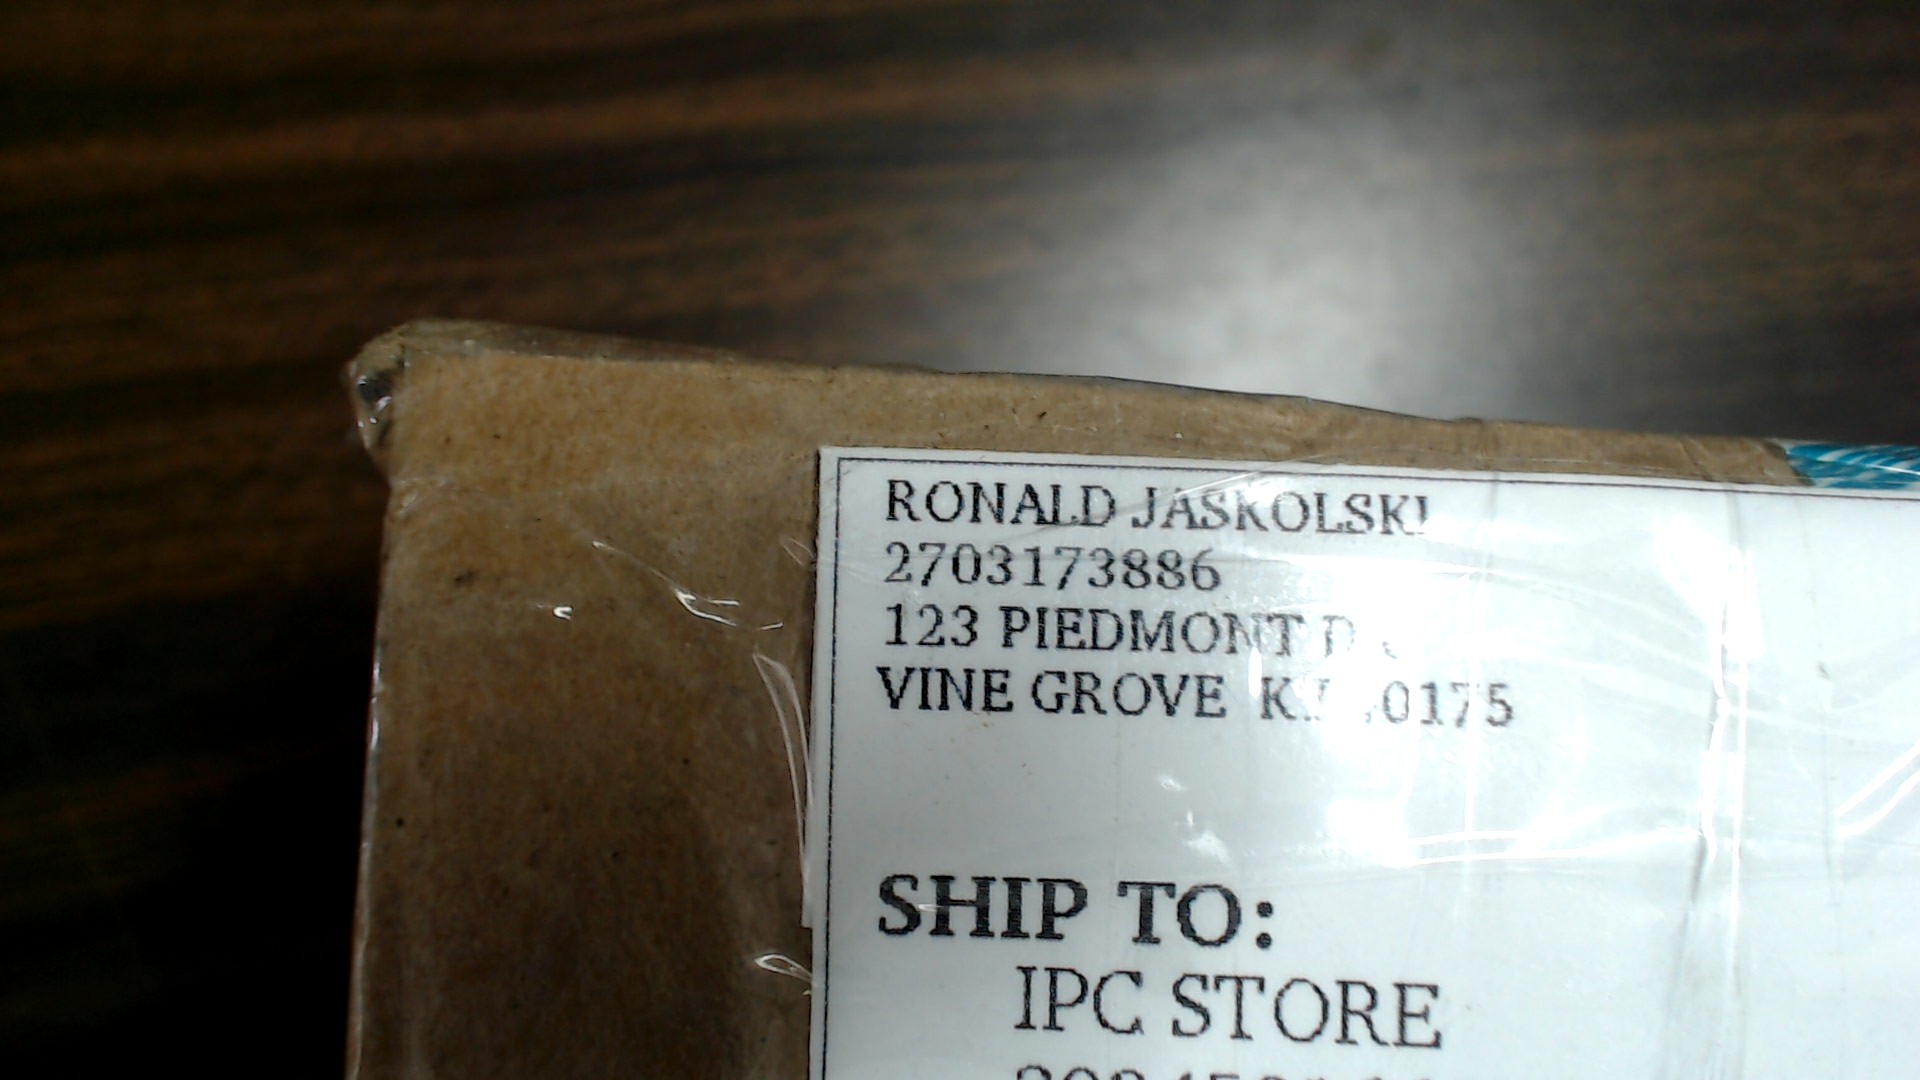 RONALD JASKOLSKI
2703173886
123 PIEDMONT
VINE GROVE
SHIP TO:
IPC STORE